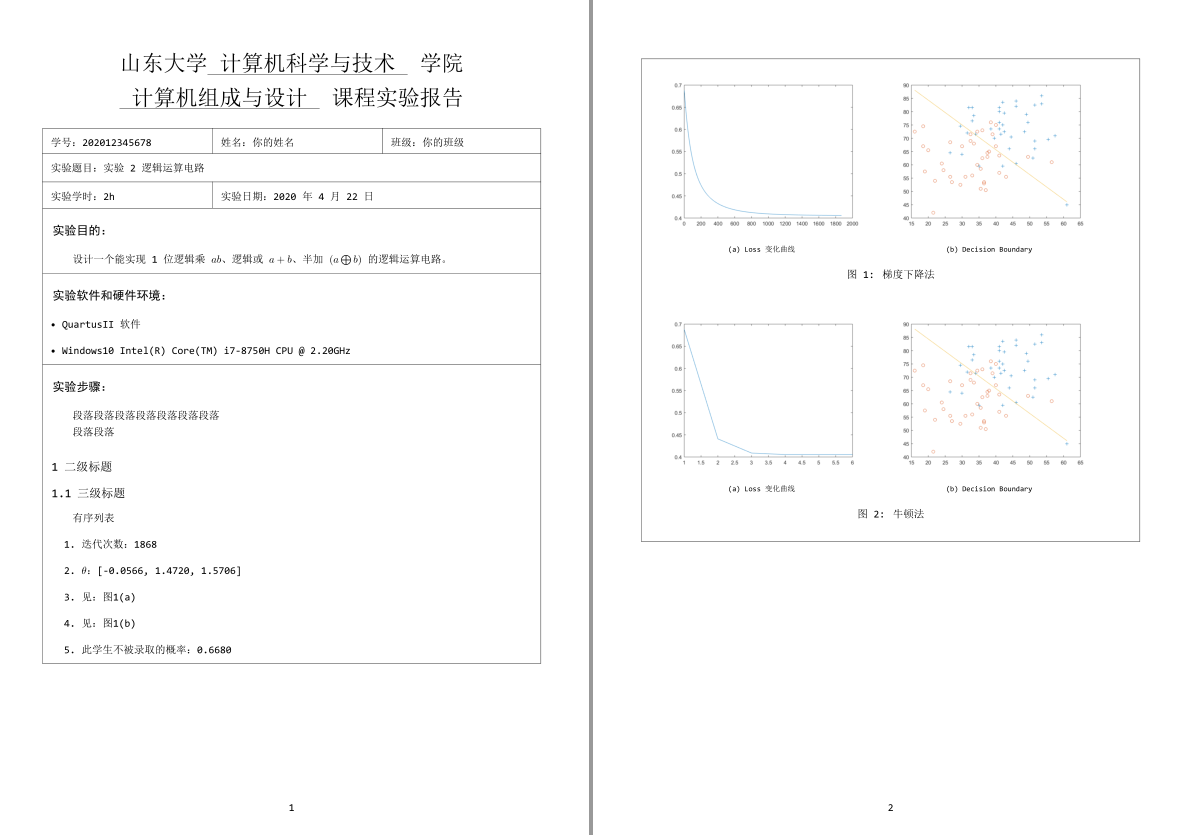 山东大学 计算机科学与技术 学院
计算机组成与设计 课程实验报告
学号: 202012345678 姓名: 你的姓名 班级: 你的班级
实验题目: 实验 2 逻辑运算电路
实验学时: 2h 实验日期: 2020 年 4 月 22 日
实验目的:
设计一个能实现 1 位逻辑乘 ab、逻辑或 a + b、半加 (a⊕b) 的逻辑运算电路。
实验软件和硬件环境:
• QuartusII 软件
• Windows10 Intel(R) Core(TM) i7-8750H CPU @ 2.20GHz
实验步骤:
段落段落段落段落段落段落段落
段落段落
1 二级标题
1.1 三级标题
有序列表
1. 迭代次数: 1868
2. θ: [-0.0566, 1.4720, 1.5706]
3. 见: 图1(a)
4. 见: 图1(b)
5. 此学生不被录取的概率: 0.6680
1
0.7
0.65
0.6
0.55
0.5
0.45
0.4
0 200 400 600 800 1000 1200 1400 1600 1800 2000
(a) Loss 变化曲线
90
85
80
75
70
65
60
55
50
45
40
15 20 25 30 35 40 45 50 55 60 65
(b) Decision Boundary
图 1: 梯度下降法
0.7
0.65
0.6
0.55
0.5
0.45
0.4
1 1.5 2 2.5 3 3.5 4 4.5 5 5.5 6
(a) Loss 变化曲线
90
85
80
75
70
65
60
55
50
45
40
15 20 25 30 35 40 45 50 55 60 65
(b) Decision Boundary
图 2: 牛顿法
2